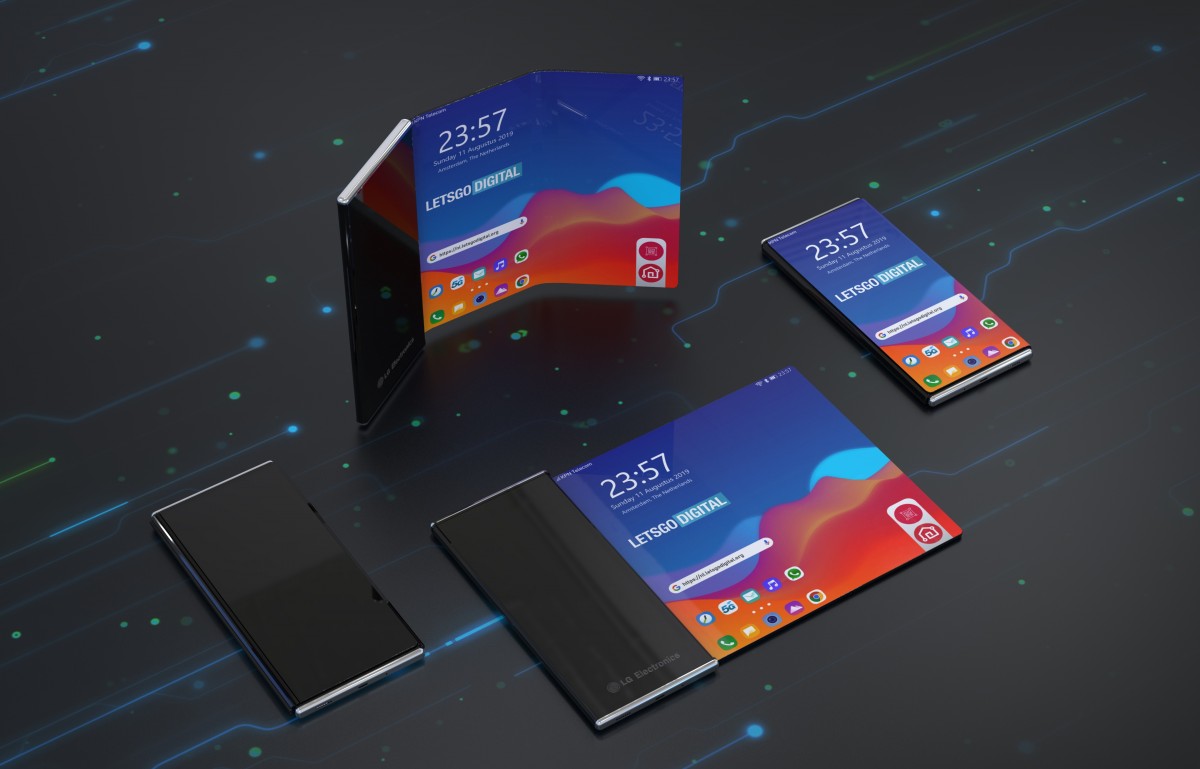 KPN Telecom
23:57
23:57
Sunday 11 Augustus 2019
Amsterdam, The Netherlands
LETSGO DIGITAL
https://nl.letsgodigital.org
5G
LG Electronics
KPN Telecom
23:57
Sunday 11 Augustus 2019
Amsterdam, The Netherlands
LETSGO DIGITAL
https://nl.letsgodigital.org
5G
KPN Telecom
23:57
23:57
Sunday 11 Augustus 2019
Amsterdam, The Netherlands
LETSGO DIGITAL
https://nl.letsgodigital.org
5G
LG Electronics